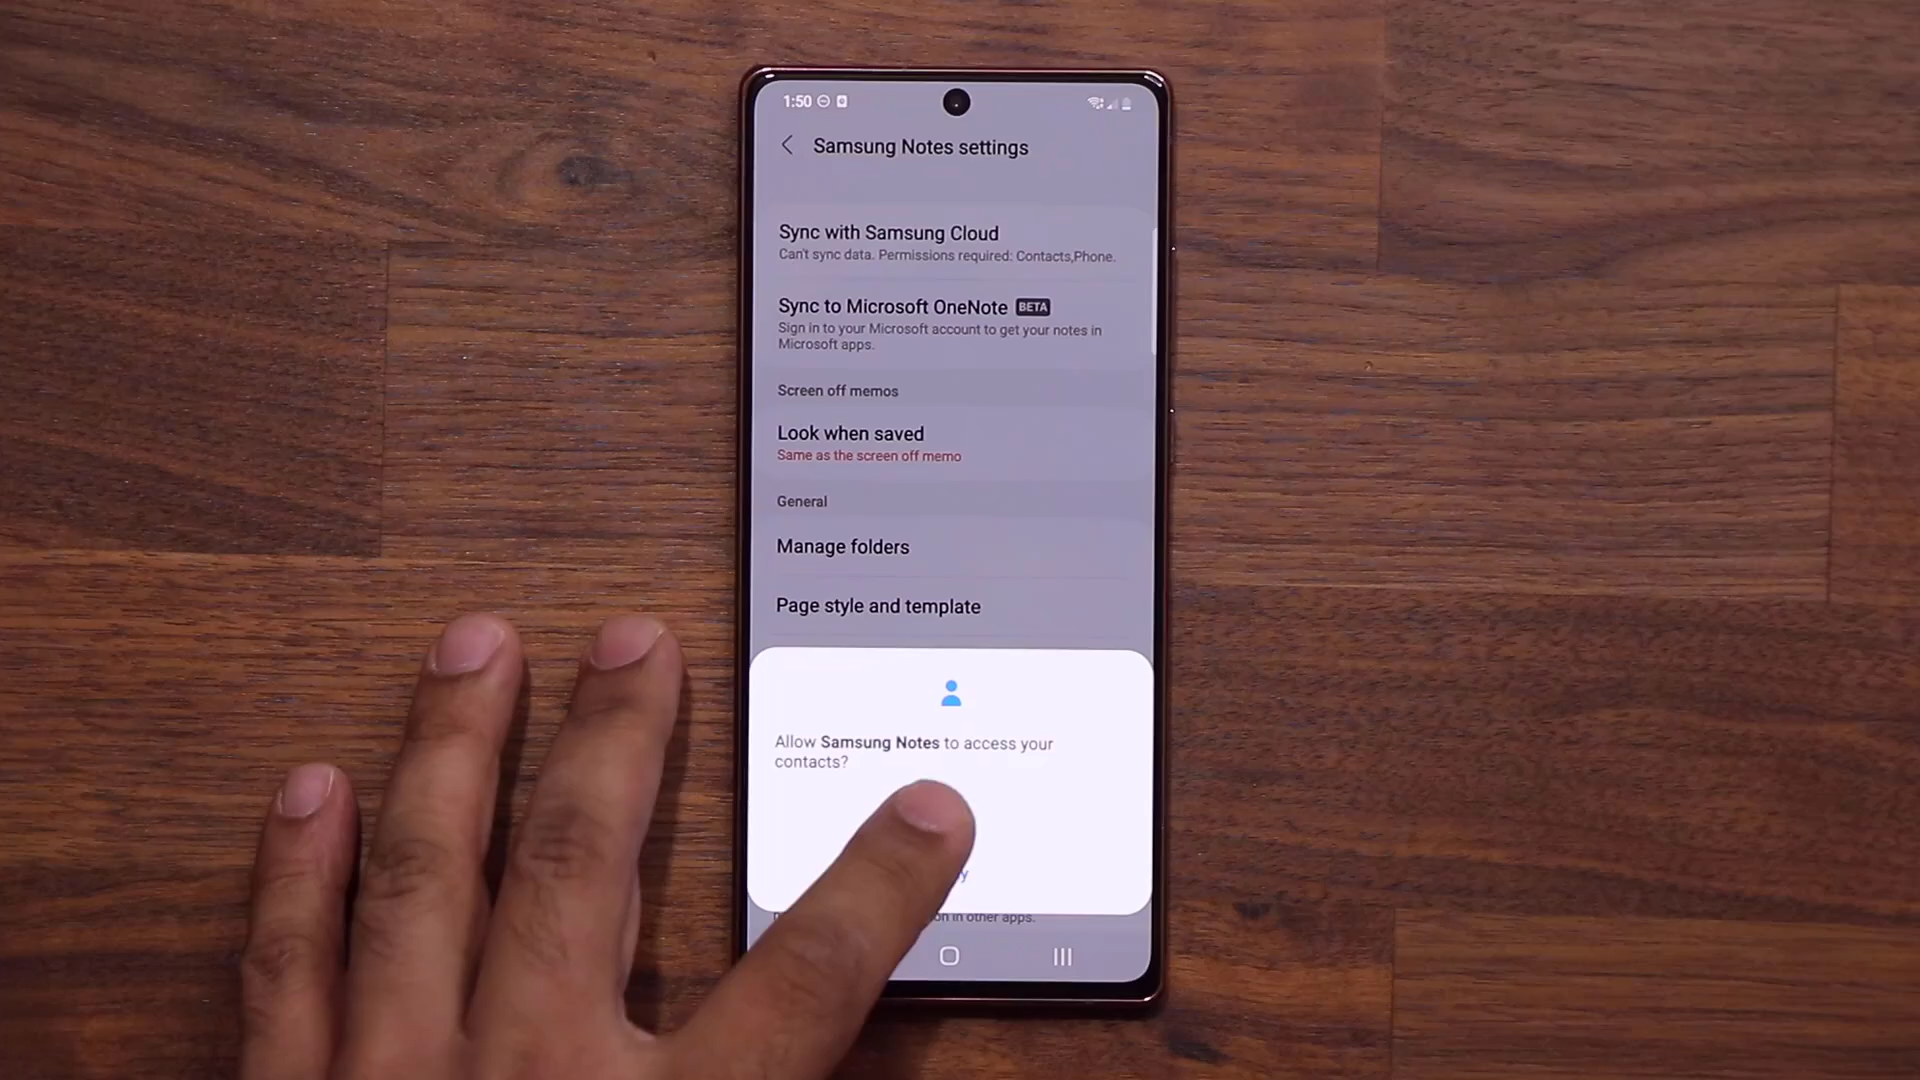 1:50
Samsung Notes settings
Sync with Samsung Cloud
Can't sync data. Permissions required: Contacts,Phone.
Sync to Microsoft OneNote BETA
Sign in to your Microsoft account to get your notes in
Microsoft apps.
Screen off memos
Look when saved
Same as the screen off memo
General
Manage folders
Page style and template
Allow Samsung Notes to access your
contacts?
in other apps.